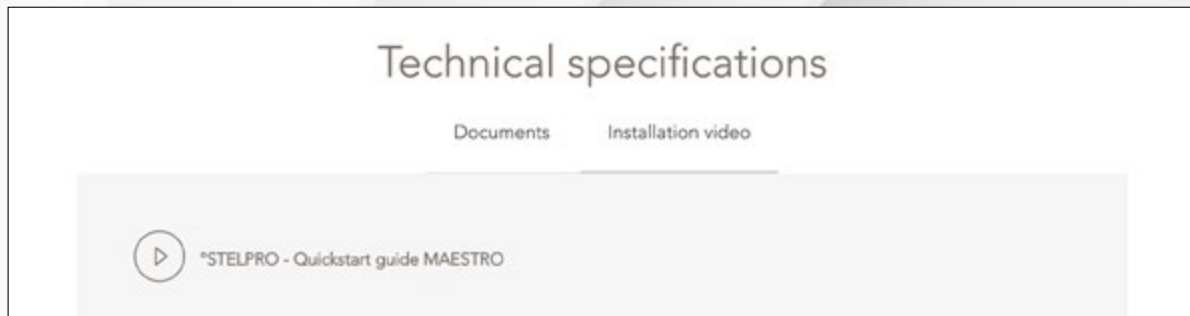 Technical specifications
Documents Installation video
°STELPRO - Quickstart guide MAESTRO